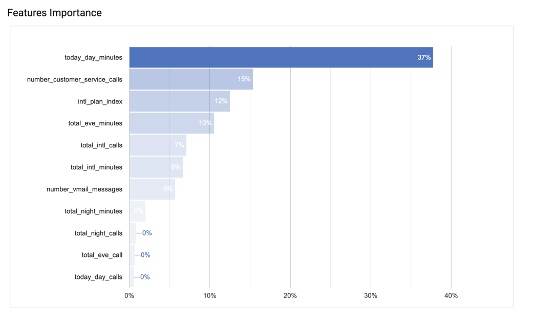 Features Importance
today_day_minutes 37%
number_customer_service_calls 15%
intl_plan_index 12%
total_eve_minutes 10%
total_intl_calls 7%
total_intl_minutes 6%
number_vmail_messages 5%
total_night_minutes
total_night_calls 0%
total_eve_call 0%
today_day_calls 0%
0% 10% 20% 30% 40%